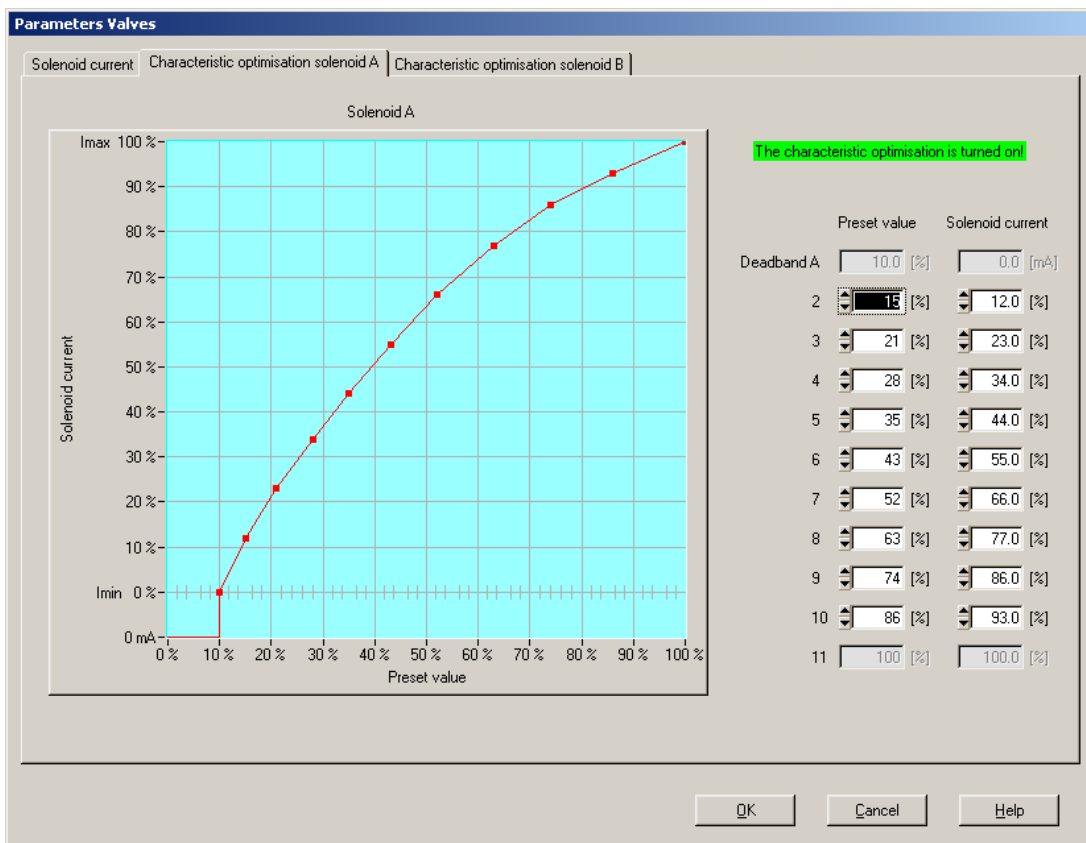 Parameters Valves
Solenoid current Characteristic optimisation solenoid A Characteristic optimisation solenoid B
Solenoid A
Imax 100 %
90 %
80 %
70 %
60 %
50 %
40 %
30 %
20 %
10 %
Imin 0 %
0 mA
Solenoid current
0 % 10 % 20 % 30 % 40 % 50 % 60 % 70 % 80 % 90 % 100 %
Preset value
The characteristic optimisation is turned on!
Preset value Solenoid current
Deadband A 10.0 [%] 0.0 [mA]
2 15 [%] 12.0 [%]
3 21 [%] 23.0 [%]
4 28 [%] 34.0 [%]
5 35 [%] 44.0 [%]
6 43 [%] 55.0 [%]
7 52 [%] 66.0 [%]
8 63 [%] 77.0 [%]
9 74 [%] 86.0 [%]
10 86 [%] 93.0 [%]
11 100 [%] 100.0 [%]
OK Cancel Help